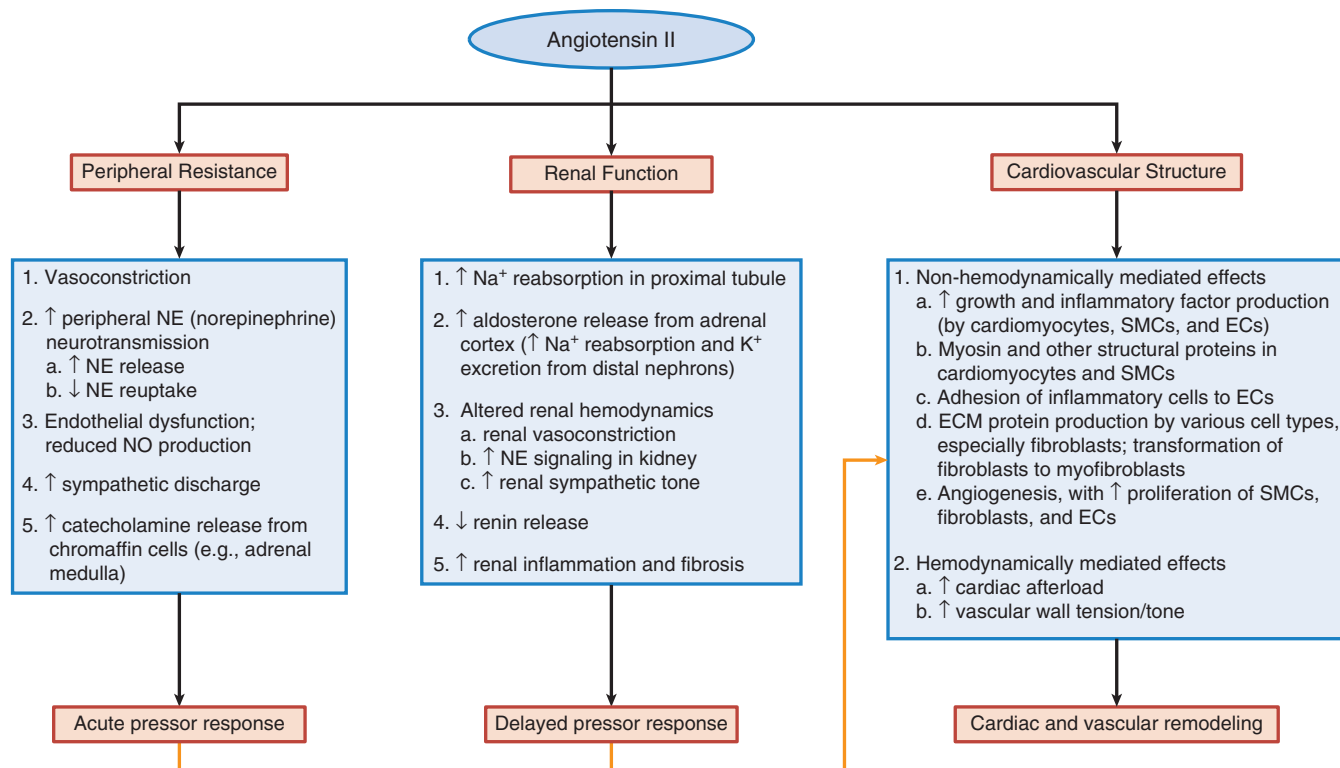 Angiotensin II
Peripheral Resistance
Renal Function
Cardiovascular Structure
1. Vasoconstriction
2. ↑ peripheral NE (norepinephrine)
neurotransmission
a. ↑ NE release
b. ↓ NE reuptake
3. Endothelial dysfunction;
reduced NO production
4. ↑ sympathetic discharge
5. ↑ catecholamine release from
chromaffin cells (e.g., adrenal
medulla)
1. ↑ Na⁺ reabsorption in proximal tubule
2. ↑ aldosterone release from adrenal
cortex (↑ Na⁺ reabsorption and K⁺
excretion from distal nephrons)
3. Altered renal hemodynamics
a. renal vasoconstriction
b. ↑ NE signaling in kidney
c. ↑ renal sympathetic tone
4. ↓ renin release
5. ↑ renal inflammation and fibrosis
1. Non-hemodynamically mediated effects
a. ↑ growth and inflammatory factor production
(by cardiomyocytes, SMCs, and ECs)
b. Myosin and other structural proteins in
cardiomyocytes and SMCs
c. Adhesion of inflammatory cells to ECs
d. ECM protein production by various cell types,
especially fibroblasts; transformation of
fibroblasts to myofibroblasts
e. Angiogenesis, with ↑ proliferation of SMCs,
fibroblasts, and ECs
2. Hemodynamically mediated effects
a. ↑ cardiac afterload
b. ↑ vascular wall tension/tone
Acute pressor response
Delayed pressor response
Cardiac and vascular remodeling